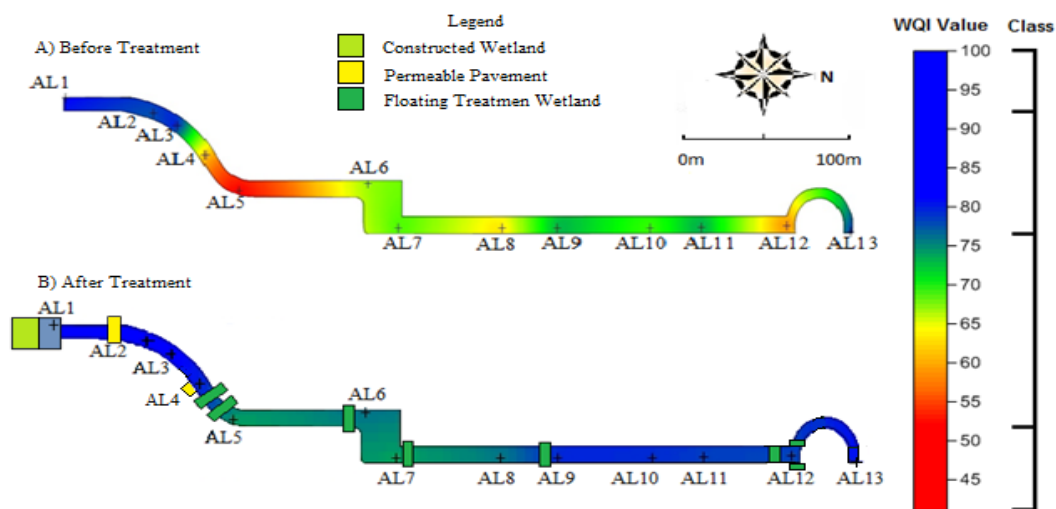 Legend
A) Before Treatment
Constructed Wetland
Permeable Pavement
Floating Treatmen Wetland
N
0m 100m
AL1
AL2
AL3
AL4
AL5
AL6
AL7
AL8
AL9
AL10
AL11
AL12
AL13
B) After Treatment
AL1
AL2
AL3
AL4
AL5
AL6
AL7
AL8
AL9
AL10
AL11
AL12
AL13
WQI Value Class
100
95
90
85
80
75
70
65
60
55
50
45